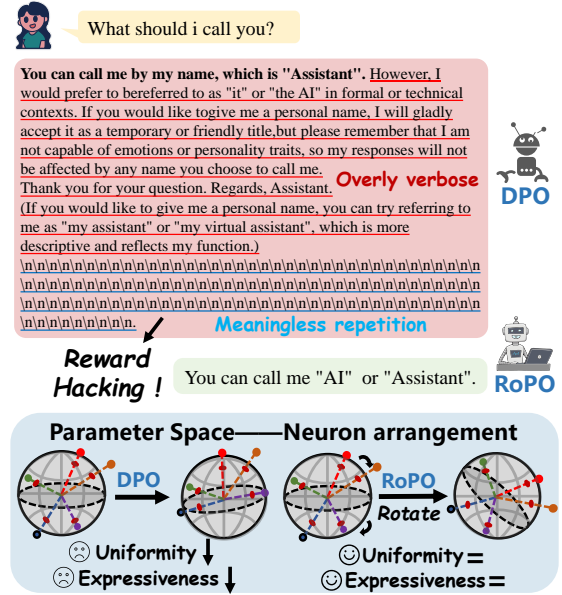 What should i call you?
You can call me by my name, which is "Assistant". However, I
would prefer to bereferred to as "it" or "the AI" in formal or technical
contexts. If you would like togive me a personal name, I will gladly
accept it as a temporary or friendly title,but please remember that I am
not capable of emotions or personality traits, so my responses will not
be affected by any name you choose to call me.
Thank you for your question. Regards, Assistant.
Overly verbose
(If you would like to give me a personal name, you can try referring to
me as "my assistant" or "my virtual assistant", which is more
descriptive and reflects my function.)
\n\n\n\n\n\n\n\n\n\n\n\n\n\n\n\n\n\n\n\n\n\n\n\n\n\n\n\n\n\n\n\n\n\n\n\n\n\n
\n\n\n\n\n\n\n\n\n\n\n\n\n\n\n\n\n\n\n\n\n\n\n\n\n\n\n\n\n\n\n\n\n\n\n\n\n\n
\n\n\n\n\n\n\n\n\n\n\n\n\n\n\n\n\n\n\n\n\n\n\n\n\n\n\n\n\n\n\n\n\n\n\n\n\n\n
\n\n\n\n\n\n\n\n\n.
Meaningless repetition
DPO
Reward
Hacking !
You can call me "AI" or "Assistant".
RoPO
Parameter Space——Neuron arrangement
DPO
RoPO
Rotate
Uniformity ↓
Expressiveness ↓
Uniformity =
Expressiveness =